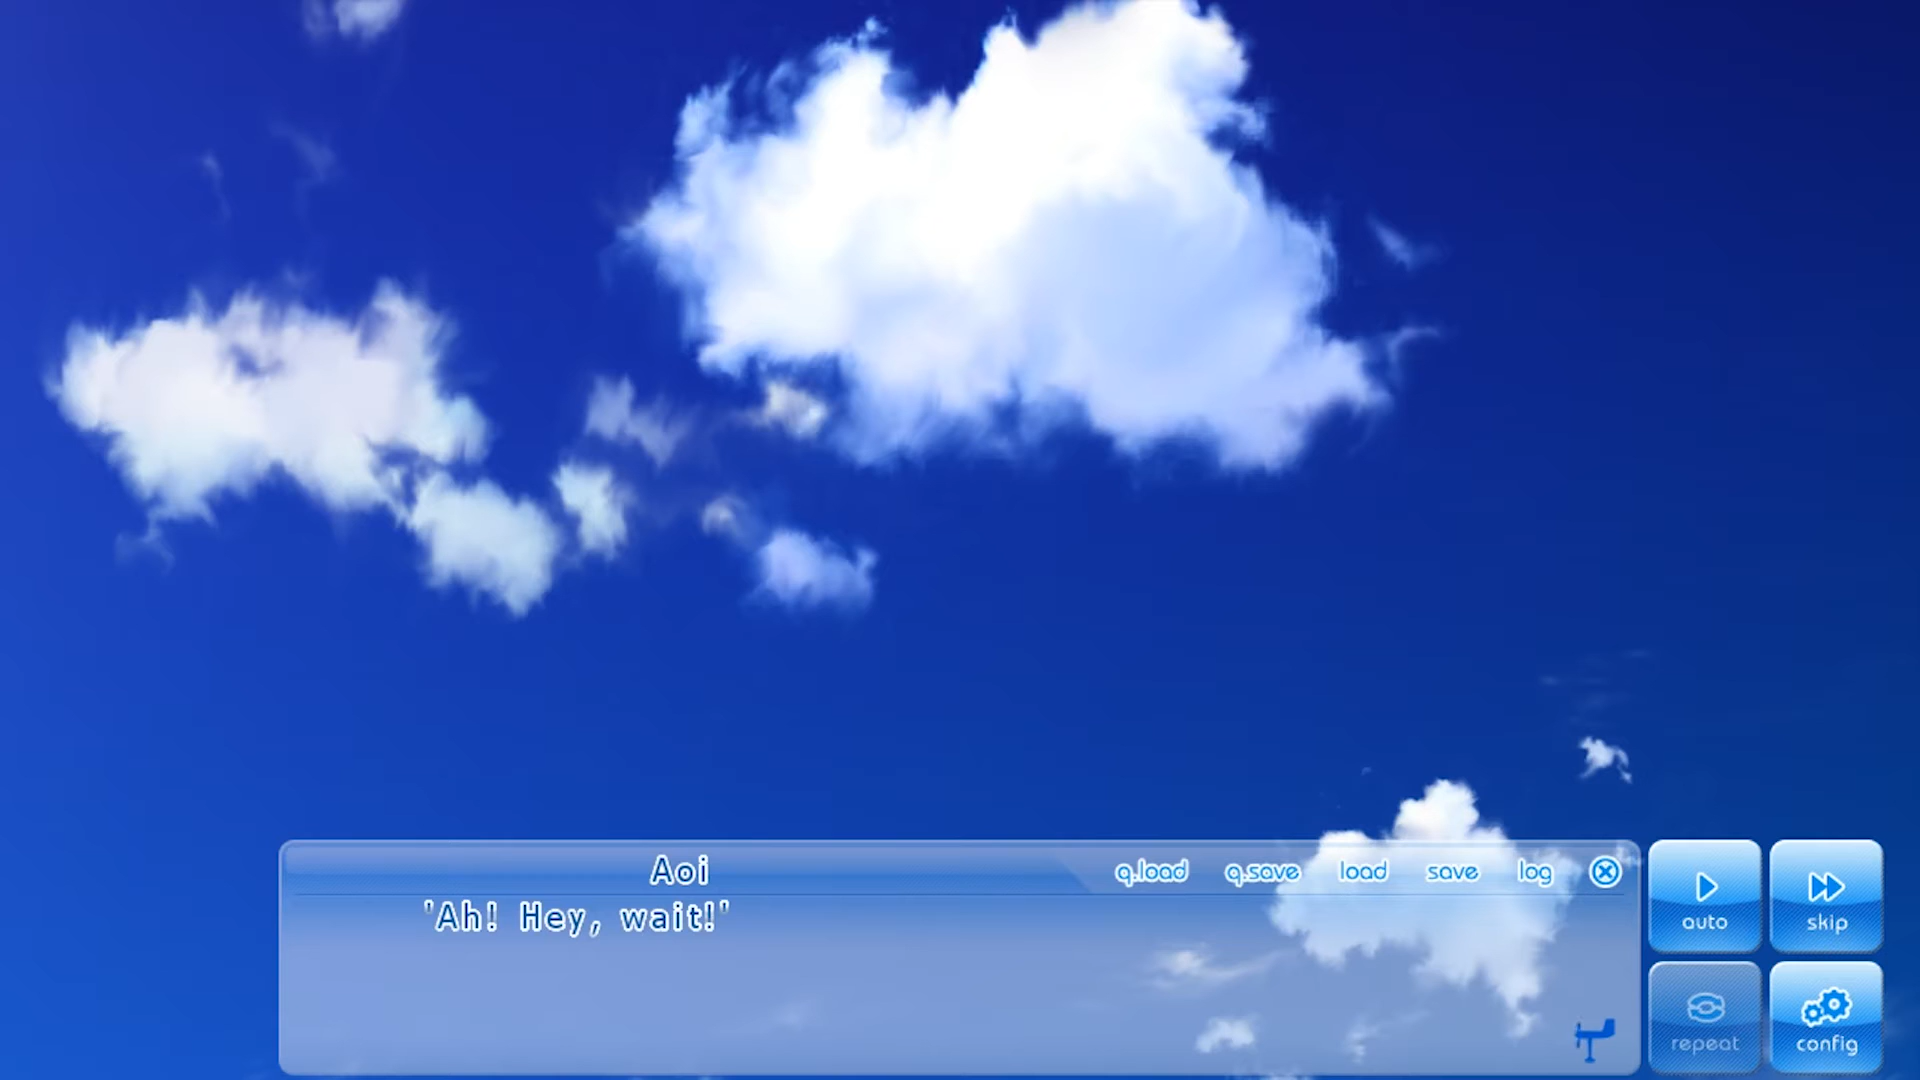 Aoi
q.load q.save load save log
'Ah! Hey, wait!'
auto
skip
repeat
config